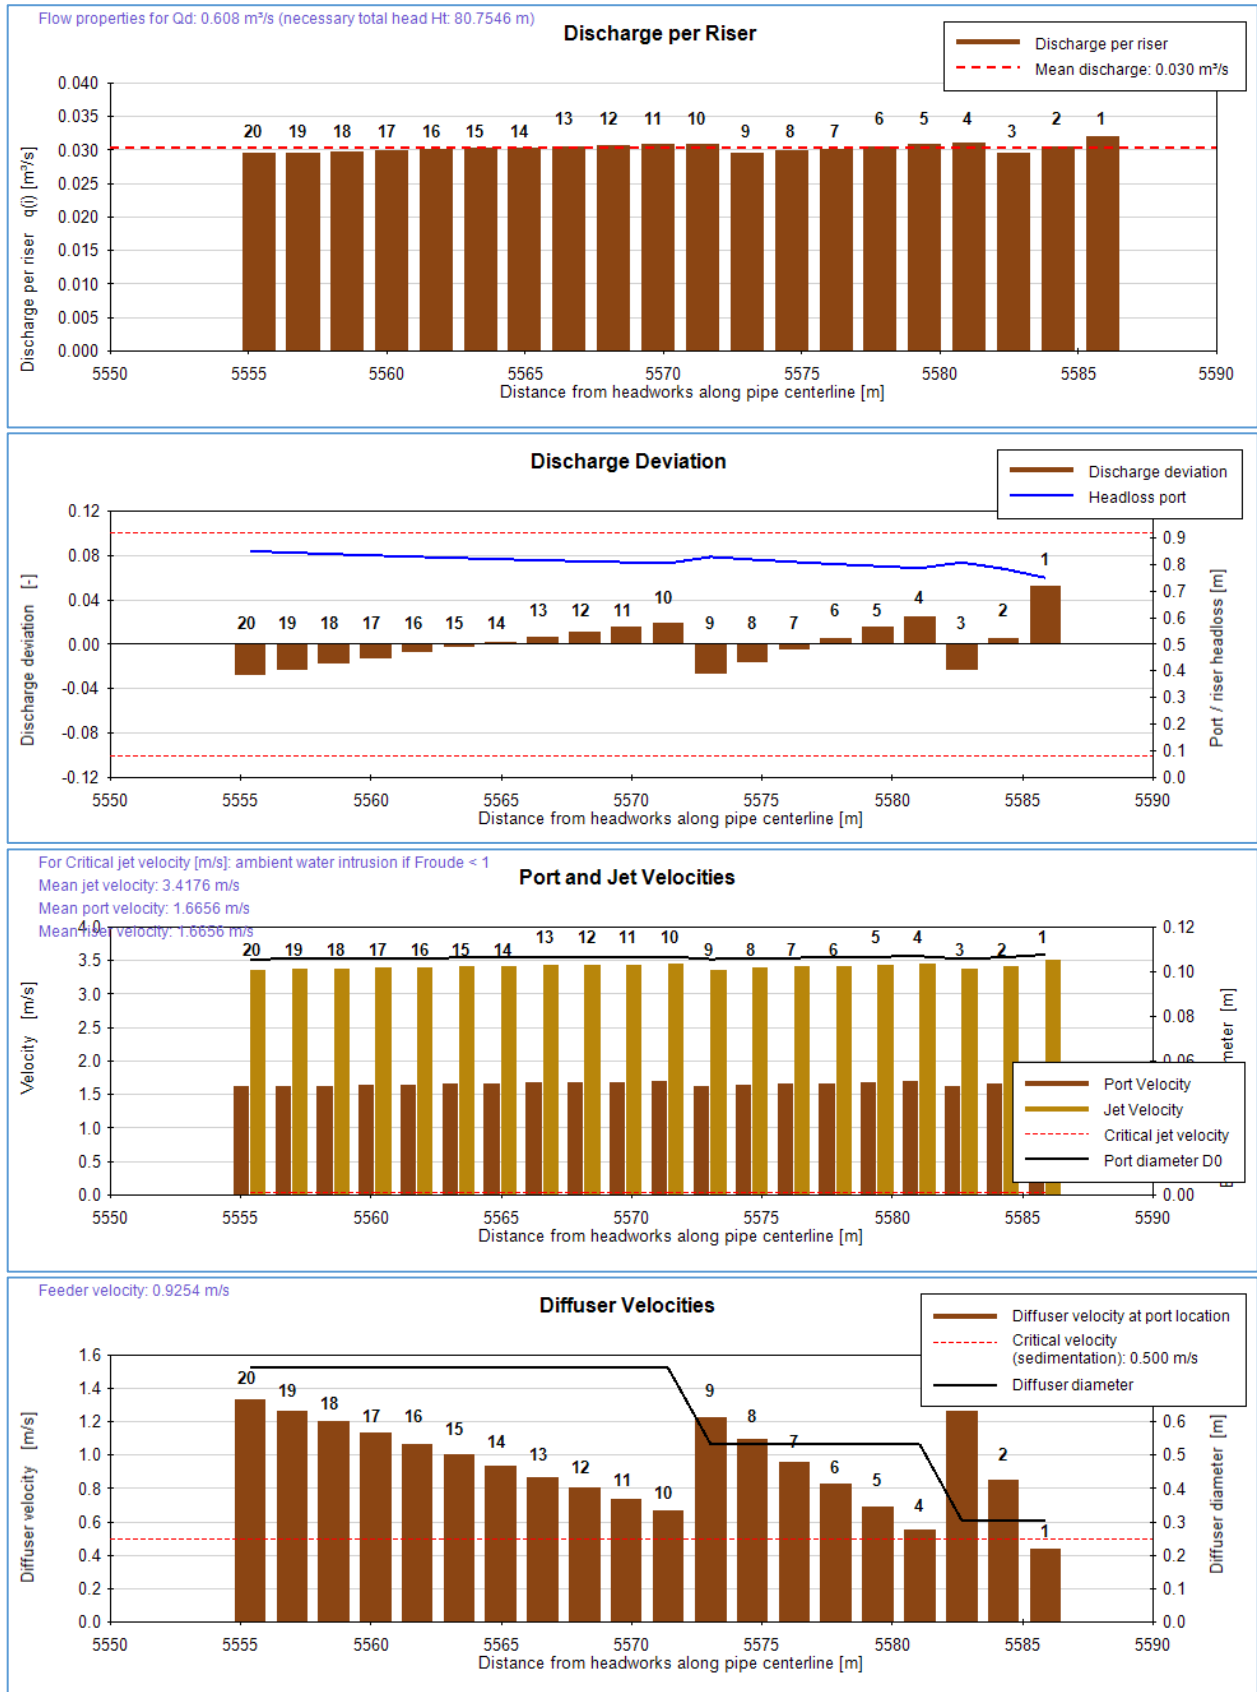 Flow properties for Qd: 0.608 m³/s (necessary total head Ht: 80.7546 m)
Discharge per Riser
Discharge per riser
Mean discharge: 0.030 m³/s
0.040
0.035
0.030
0.025
0.020
0.015
0.010
0.005
0.000
Discharge per riser q(i) [m³/s]
20 19 18 17 16 15 14 13 12 11 10 9 8 7 6 5 4 3 2 1
5550 5555 5560 5565 5570 5575 5580 5585 5590
Distance from headworks along pipe centerline [m]
Discharge Deviation
Discharge deviation
Headloss port
0.12
0.08
0.04
0.00
-0.04
-0.08
-0.12
Discharge deviation [-]
20 19 18 17 16 15 14 13 12 11 10 9 8 7 6 5 4 3 2 1
0.9
0.8
0.7
0.6
0.5
0.4
0.3
0.2
0.1
0.0
Port / riser headloss [m]
5550 5555 5560 5565 5570 5575 5580 5585 5590
Distance from headworks along pipe centerline [m]
For Critical jet velocity [m/s]: ambient water intrusion if Froude < 1
Mean jet velocity: 3.4176 m/s
Mean port velocity: 1.6656 m/s
Mean riser velocity: 1.6656 m/s
Port and Jet Velocities
4.0
3.5
3.0
2.5
2.0
1.5
1.0
0.5
0.0
Velocity [m/s]
20 19 18 17 16 15 14 13 12 11 10 9 8 7 6 5 4 3 2 1
0.12
0.10
0.08
0.06
0.00
meter [m]
Port Velocity
Jet Velocity
Critical jet velocity
Port diameter D0
5550 5555 5560 5565 5570 5575 5580 5585 5590
Distance from headworks along pipe centerline [m]
Feeder velocity: 0.9254 m/s
Diffuser Velocities
Diffuser velocity at port location
Critical velocity
(sedimentation): 0.500 m/s
Diffuser diameter
1.6
1.4
1.2
1.0
0.8
0.6
0.4
0.2
0.0
Diffuser velocity [m/s]
20 19 18 17 16 15 14 13 12 11 10 9 8 7 6 5 4 2 1
0.6
0.5
0.4
0.3
0.2
0.1
0.0
Diffuser diameter [m]
5550 5555 5560 5565 5570 5575 5580 5585 5590
Distance from headworks along pipe centerline [m]